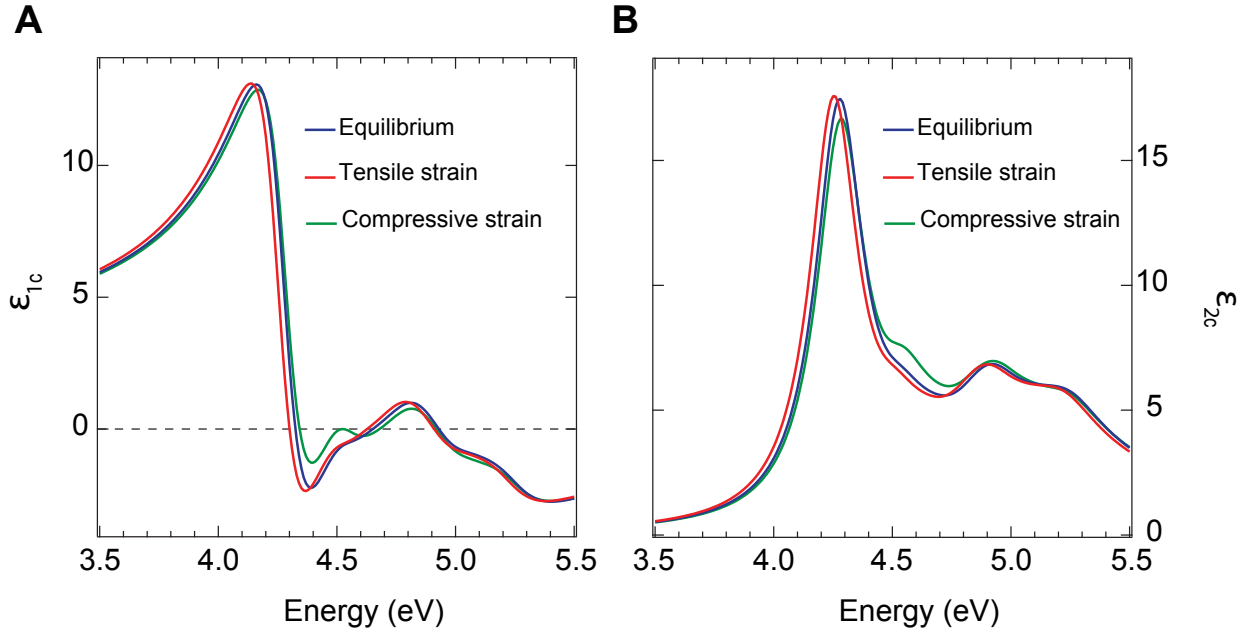 A
B
ε1c
10
5
0
Equilibrium
Tensile strain
Compressive strain
3.5 4.0 4.5 5.0 5.5
Energy (eV)
Equilibrium
Tensile strain
Compressive strain
15
10
5
0
ε2c
3.5 4.0 4.5 5.0 5.5
Energy (eV)